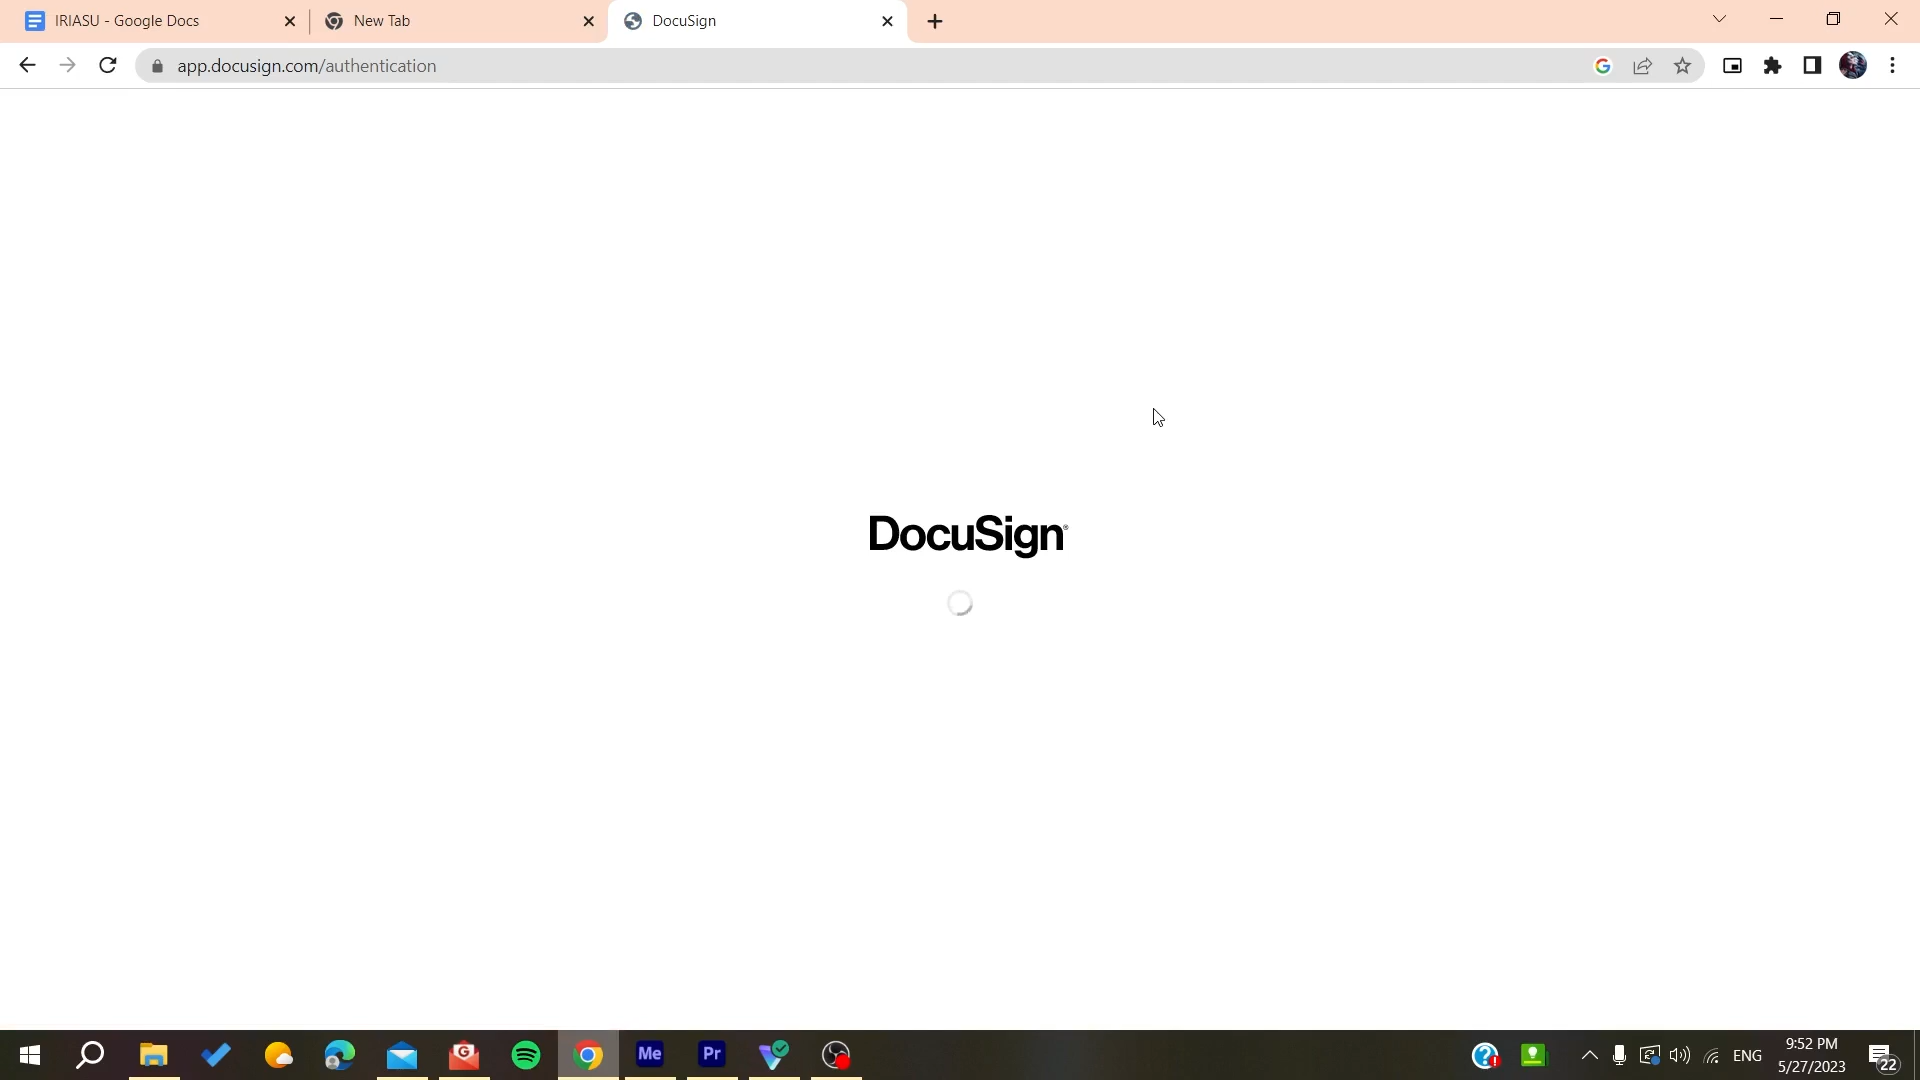 IRIASU - Google Docs
New Tab
DocuSign
app.docusign.com/authentication
DocuSign®
Me
Pr
ENG
9:52 PM
5/27/2023
22